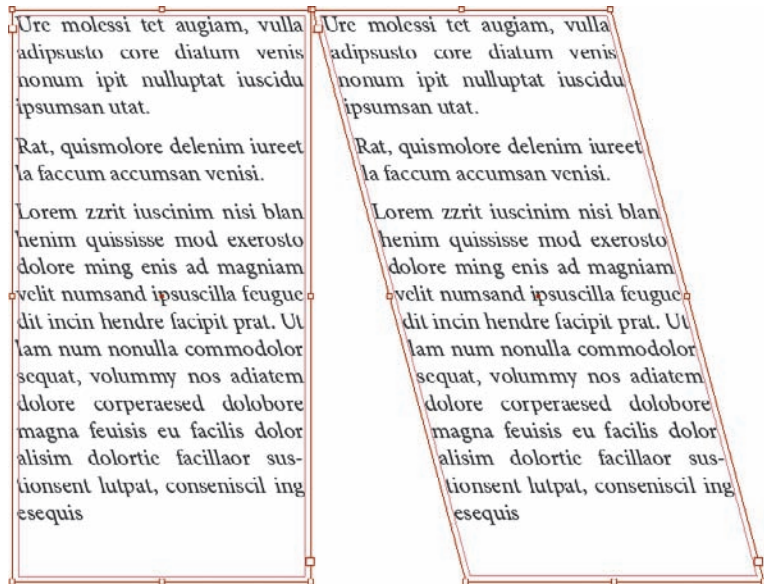 Ure molessi tet augiam, vulla
adipsusto core diatum venis
nonum ipit nulluptat iuscidu
ipsumsan utat.
Rat, quismolore delenim iureet
la faccum accumsan venisi.
Lorem zzrit iuscinim nisi blan
henim quississe mod exerosto
dolore ming enis ad magniam
velit numsand ipsuscilla feugue
dit incin hendre facipit prat. Ut
lam num nonulla commodolor
sequat, volummy nos adiatem
dolore corperaesed dolobore
magna feuisis eu facilis dolor
alisim dolortie facillaor sus-
tionsent lutpat, conseniscil ing
esequis
Ure molessi tet augiam, vulla
adipsusto core diatum venis
nonum ipit nulluptat iuscidu
ipsumsan utat.
Rat, quismolore delenim iureet
la faccum accumsan venisi.
Lorem zzrit iuscinim nisi blan
henim quississe mod exerosto
dolore ming enis ad magniam
velit numsand ipsuscilla feugue
dit incin hendre facipit prat. Ut
lam num nonulla commodolor
sequat, volummy nos adiatem
dolore corperaesed dolobore
magna feuisis eu facilis dolor
alisim dolortie facillaor sus-
tionsent lutpat, conseniscil ing
esequis